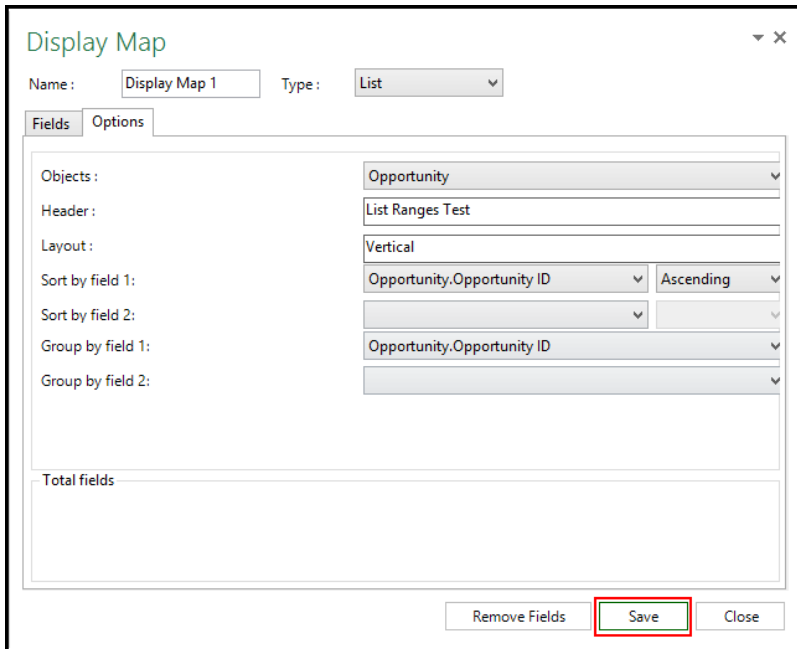 Display Map
Name : Display Map 1 Type : List
Fields Options
Objects : Opportunity
Header : List Ranges Test
Layout : Vertical
Sort by field 1: Opportunity.Opportunity ID Ascending
Sort by field 2:
Group by field 1: Opportunity.Opportunity ID
Group by field 2:
Total fields
Remove Fields Save Close